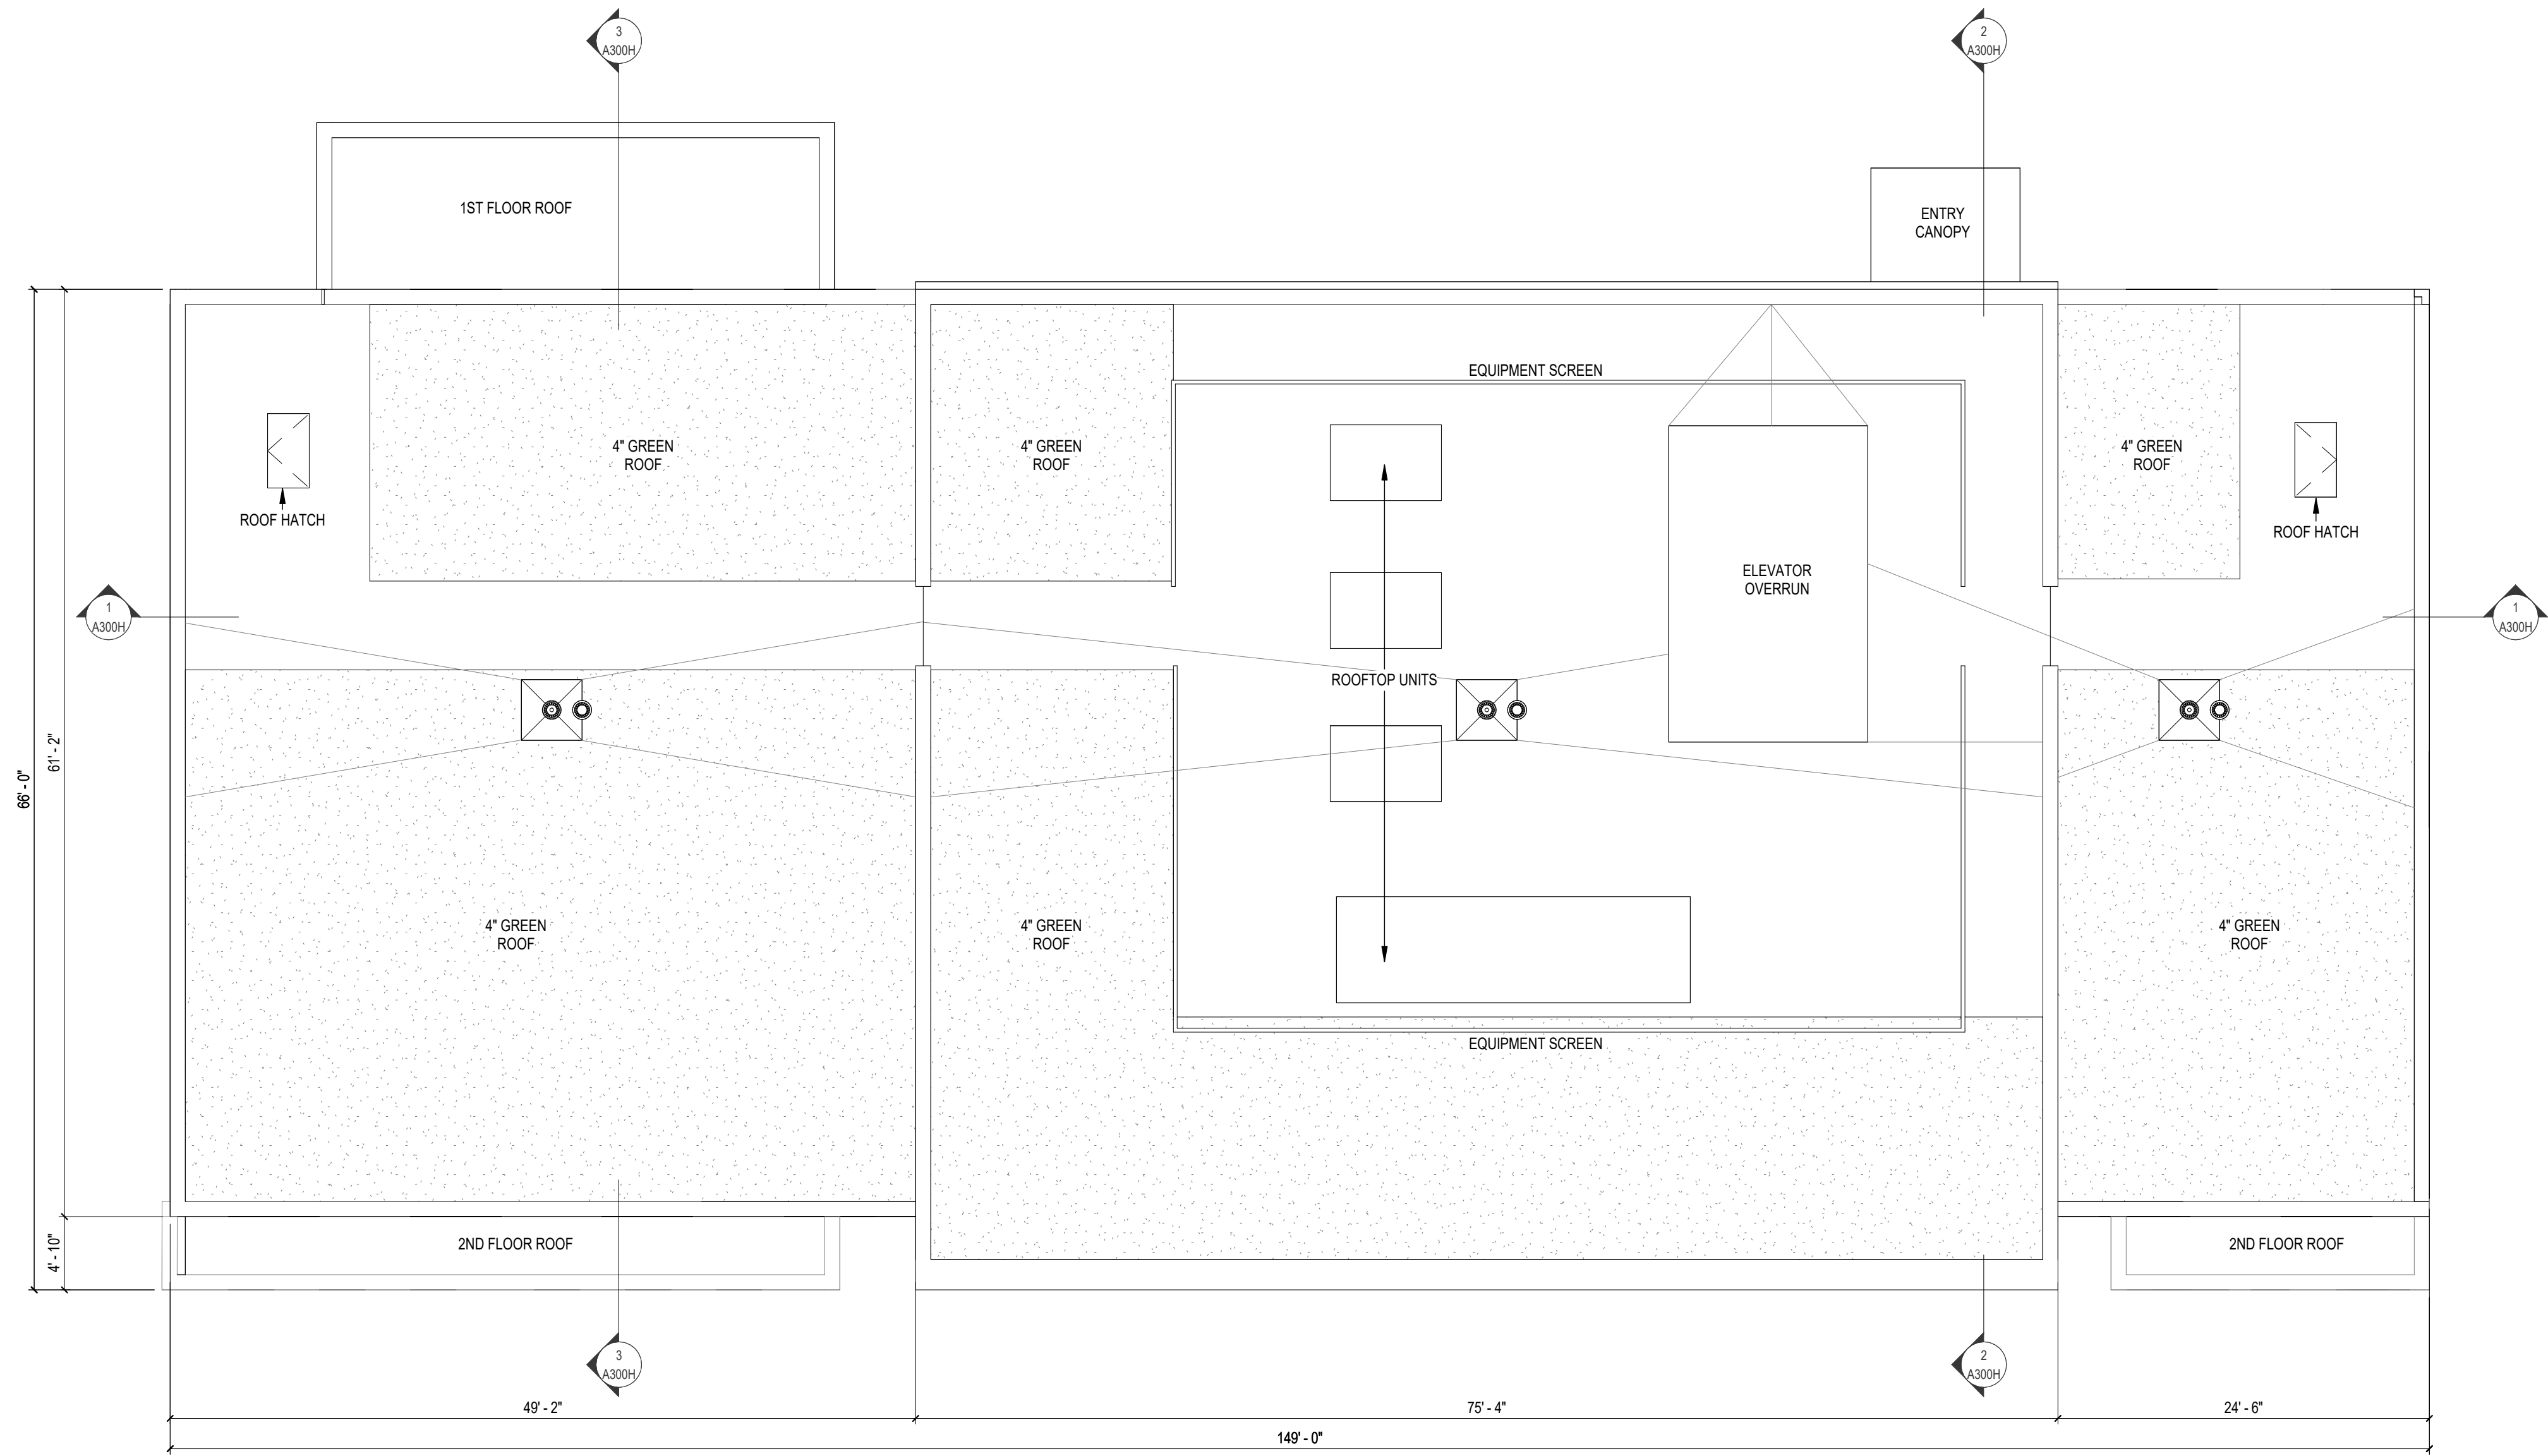 3
A300H
2
A300H
1ST FLOOR ROOF
ENTRY
CANOPY
EQUIPMENT SCREEN
4" GREEN
ROOF
4" GREEN
ROOF
4" GREEN
ROOF
ROOF HATCH
ROOF HATCH
ELEVATOR
OVERRUN
1
A300H
1
A300H
ROOFTOP UNITS
66' - 0"
61' - 2"
4" GREEN
ROOF
4" GREEN
ROOF
4" GREEN
ROOF
EQUIPMENT SCREEN
4' - 10"
2ND FLOOR ROOF
2ND FLOOR ROOF
3
A300H
2
A300H
49' - 2"
75' - 4"
24' - 6"
149' - 0"